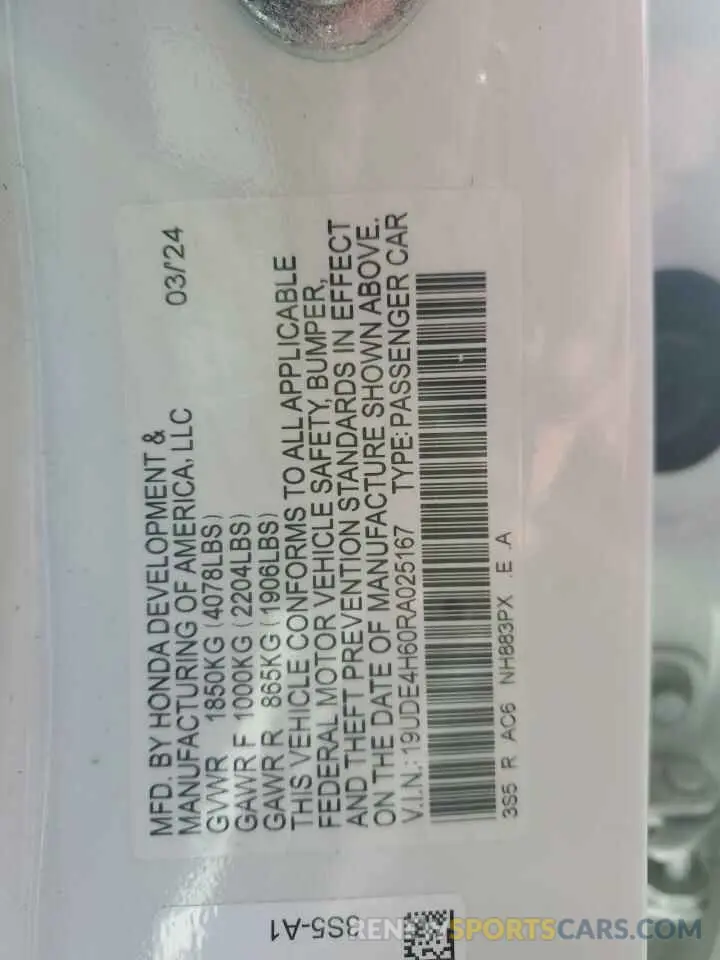 MFD. BY HONDA DEVELOPMENT &
MANUFACTURING OF AMERICA, LLC 03/'24
GVWR 1850KG (4078LBS)
GAWR F 1000KG (2204LBS)
GAWR R 865KG (1906LBS)
THIS VEHICLE CONFORMS TO ALL APPLICABLE
FEDERAL MOTOR VEHICLE SAFETY, BUMPER,
AND THEFT PREVENTION STANDARDS IN EFFECT
ON THE DATE OF MANUFACTURE SHOWN ABOVE.
V.I.N.: 19UDE4H60RA025167 TYPE: PASSENGER CAR
3S5 R AC6 NH883PX .E .A
3S5-A1
RENEWSPORTSCARS.COM